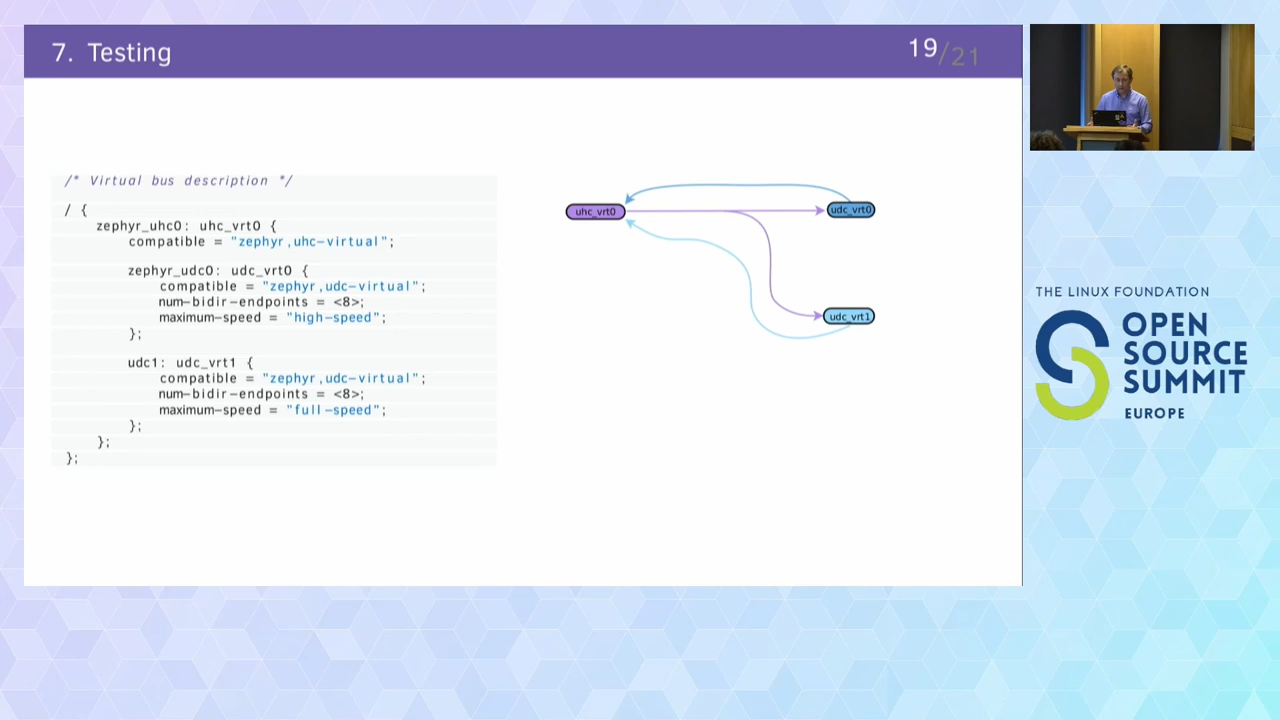 7. Testing
19/21
/* Virtual bus description */
/ {
zephyr_uhc0: uhc_vrt0 {
compatible = "zephyr,uhc-virtual";
zephyr_udc0: udc_vrt0 {
compatible = "zephyr,udc-virtual";
num-bidir-endpoints = <8>;
maximum-speed = "high-speed";
};
udc1: udc_vrt1 {
compatible = "zephyr,udc-virtual";
num-bidir-endpoints = <8>;
maximum-speed = "full-speed";
};
};
};
uhc_vrt0
udc_vrt0
udc_vrt1
THE LINUX FOUNDATION
OPEN
SOURCE
SUMMIT
EUROPE